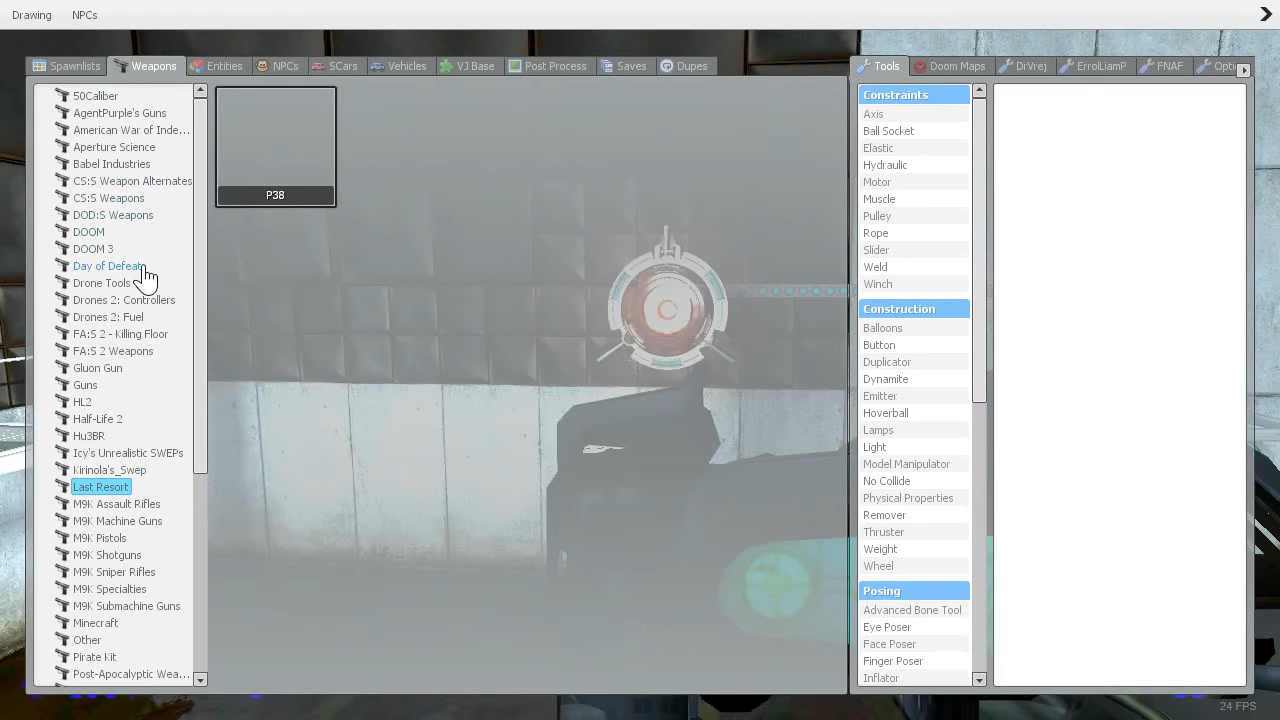 Drawing NPCs
Spawnlists Weapons Entities NPCs SCars Vehicles VJ Base Post Process Saves Dupes
50Caliber
AgentPurple's Guns
American War of Inde...
Aperture Science
Babel Industries
CS:S Weapon Alternates
CS:S Weapons
DOD:S Weapons
DOOM
DOOM 3
Day of Defeat
Drone Tools
Drones 2: Controllers
Drones 2: Fuel
FA:S 2 - Killing Floor
FA:S 2 Weapons
Gluon Gun
Guns
HL2
Half-Life 2
Hu3BR
Icy's Unrealistic SWEPs
Kirinola's_Swep
Last Resort
M9K Assault Rifles
M9K Machine Guns
M9K Pistols
M9K Shotguns
M9K Sniper Rifles
M9K Specialties
M9K Submachine Guns
Minecraft
Other
Pirate Kit
Post-Apocalyptic Wea...
P38
Tools Doom Maps DrVrej ErrolLiamP FNAF Opti
Constraints
Axis
Ball Socket
Elastic
Hydraulic
Motor
Muscle
Pulley
Rope
Slider
Weld
Winch
Construction
Balloons
Button
Duplicator
Dynamite
Emitter
Hoverball
Lamps
Light
Model Manipulator
No Collide
Physical Properties
Remover
Thruster
Weight
Wheel
Posing
Advanced Bone Tool
Eye Poser
Face Poser
Finger Poser
Inflator
24 FPS